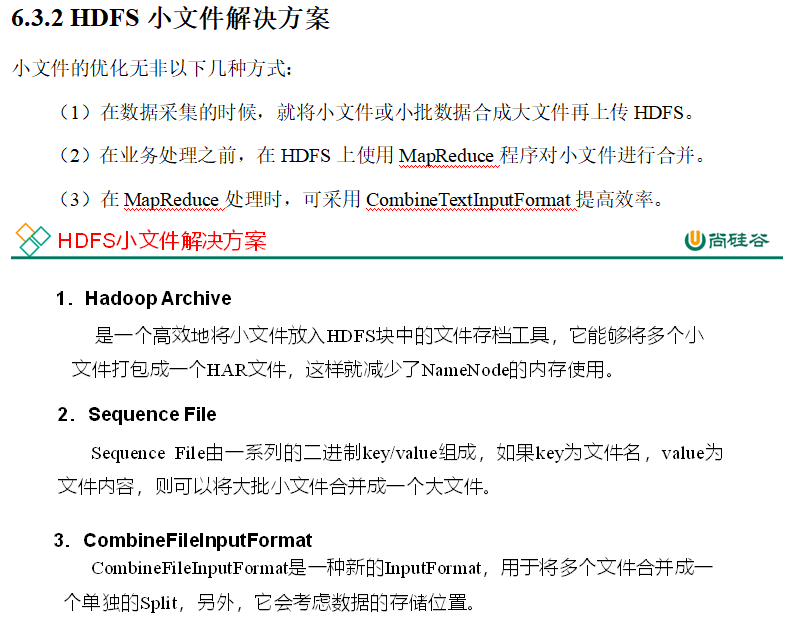 6.3.2 HDFS 小文件解决方案
小文件的优化无非以下几种方式：
（1）在数据采集的时候，就将小文件或小批数据合成大文件再上传 HDFS。
（2）在业务处理之前，在 HDFS 上使用 MapReduce 程序对小文件进行合并。
（3）在 MapReduce 处理时，可采用 CombineTextInputFormat 提高效率。
HDFS小文件解决方案
尚硅谷
1．Hadoop Archive
是一个高效地将小文件放入HDFS块中的文件存档工具，它能够将多个小
文件打包成一个HAR文件，这样就减少了NameNode的内存使用。
2．Sequence File
Sequence File由一系列的二进制key/value组成，如果key为文件名，value为
文件内容，则可以将大批小文件合并成一个大文件。
3．CombineFileInputFormat
CombineFileInputFormat是一种新的InputFormat，用于将多个文件合并成一
个单独的Split，另外，它会考虑数据的存储位置。